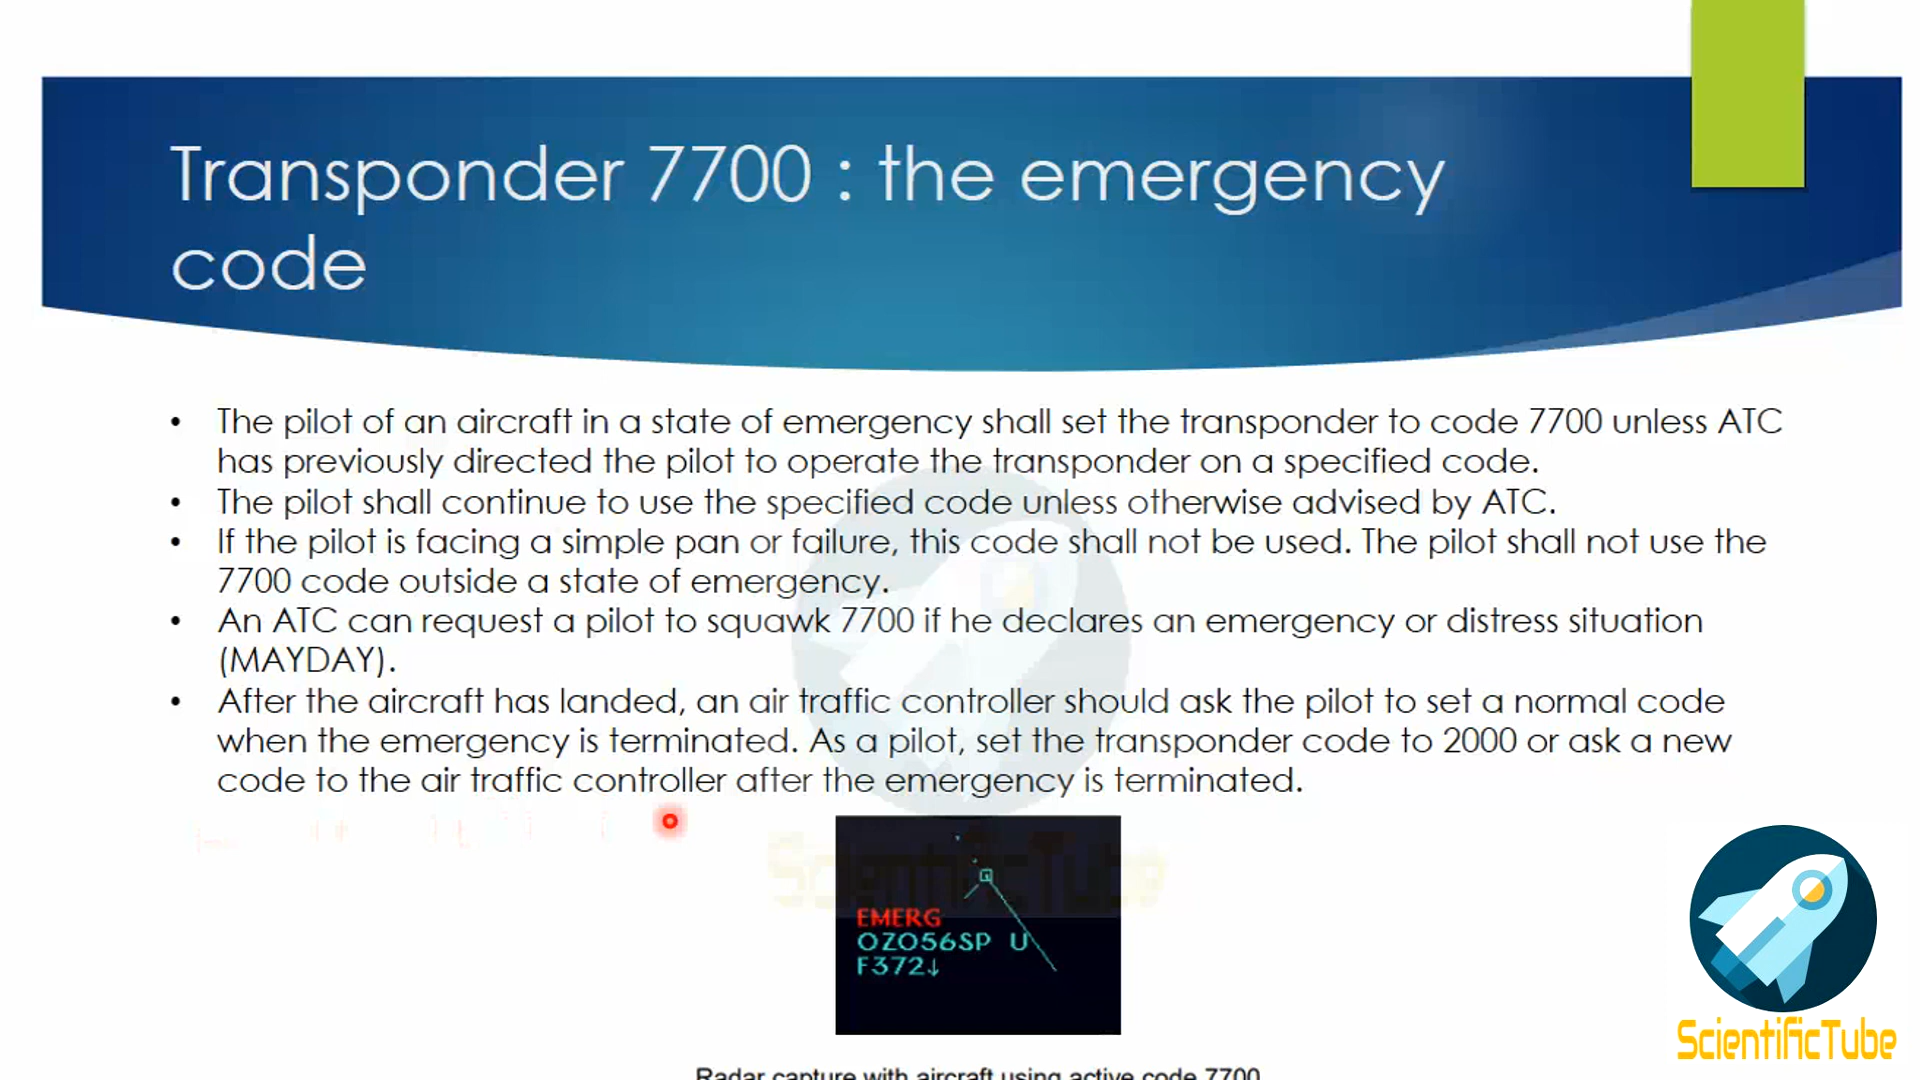 Transponder 7700 : the emergency
code
• The pilot of an aircraft in a state of emergency shall set the transponder to code 7700 unless ATC
has previously directed the pilot to operate the transponder on a specified code.
• The pilot shall continue to use the specified code unless otherwise advised by ATC.
• If the pilot is facing a simple pan or failure, this code shall not be used. The pilot shall not use the
7700 code outside a state of emergency.
• An ATC can request a pilot to squawk 7700 if he declares an emergency or distress situation
(MAYDAY).
• After the aircraft has landed, an air traffic controller should ask the pilot to set a normal code
when the emergency is terminated. As a pilot, set the transponder code to 2000 or ask a new
code to the air traffic controller after the emergency is terminated.
ScientificTube
EMERG
OZO56SP U
F372↓
ScientificTube
Radar capture with aircraft using active code 7700